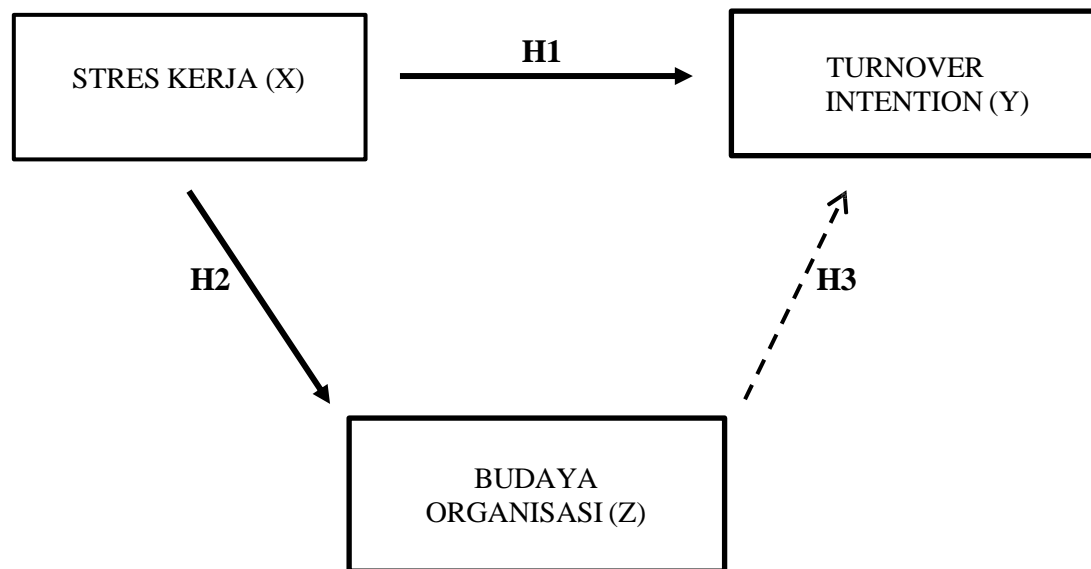 H1
STRES KERJA (X)
TURNOVER
INTENTION (Y)
H2
H3
BUDAYA
ORGANISASI (Z)